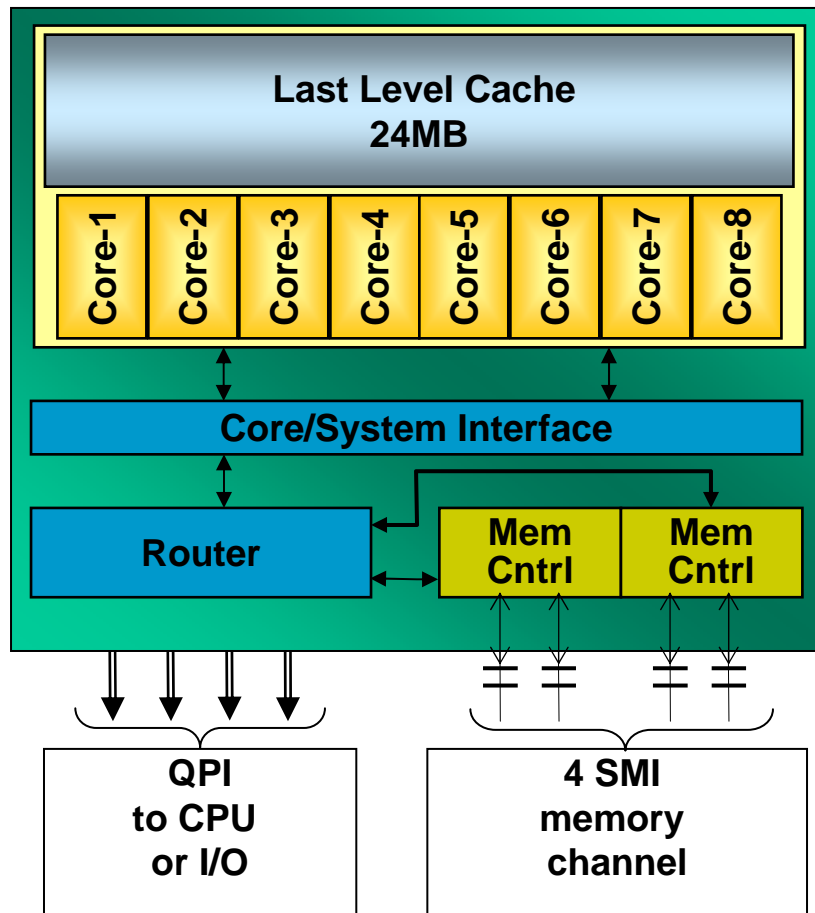 Last Level Cache
24MB
Core-1
Core-2
Core-3
Core-4
Core-5
Core-6
Core-7
Core-8
Core/System Interface
Router
Mem
Cntrl
Mem
Cntrl
QPI
to CPU
or I/O
4 SMI
memory
channel